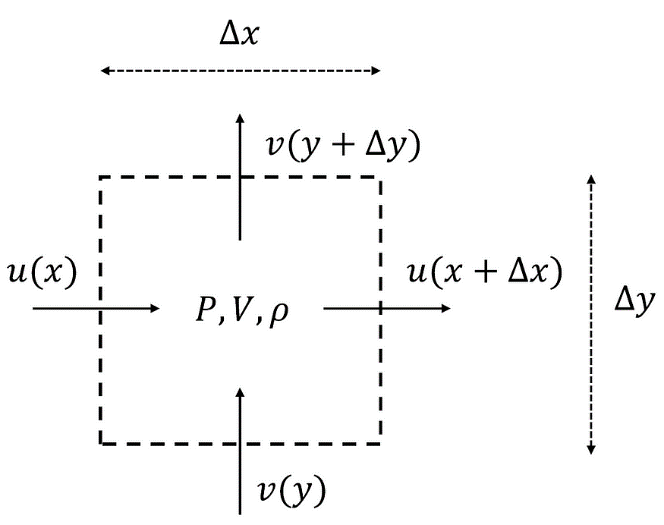 Δx
v(y + Δy)
u(x)
u(x + Δx)
P, V, ρ
Δy
v(y)